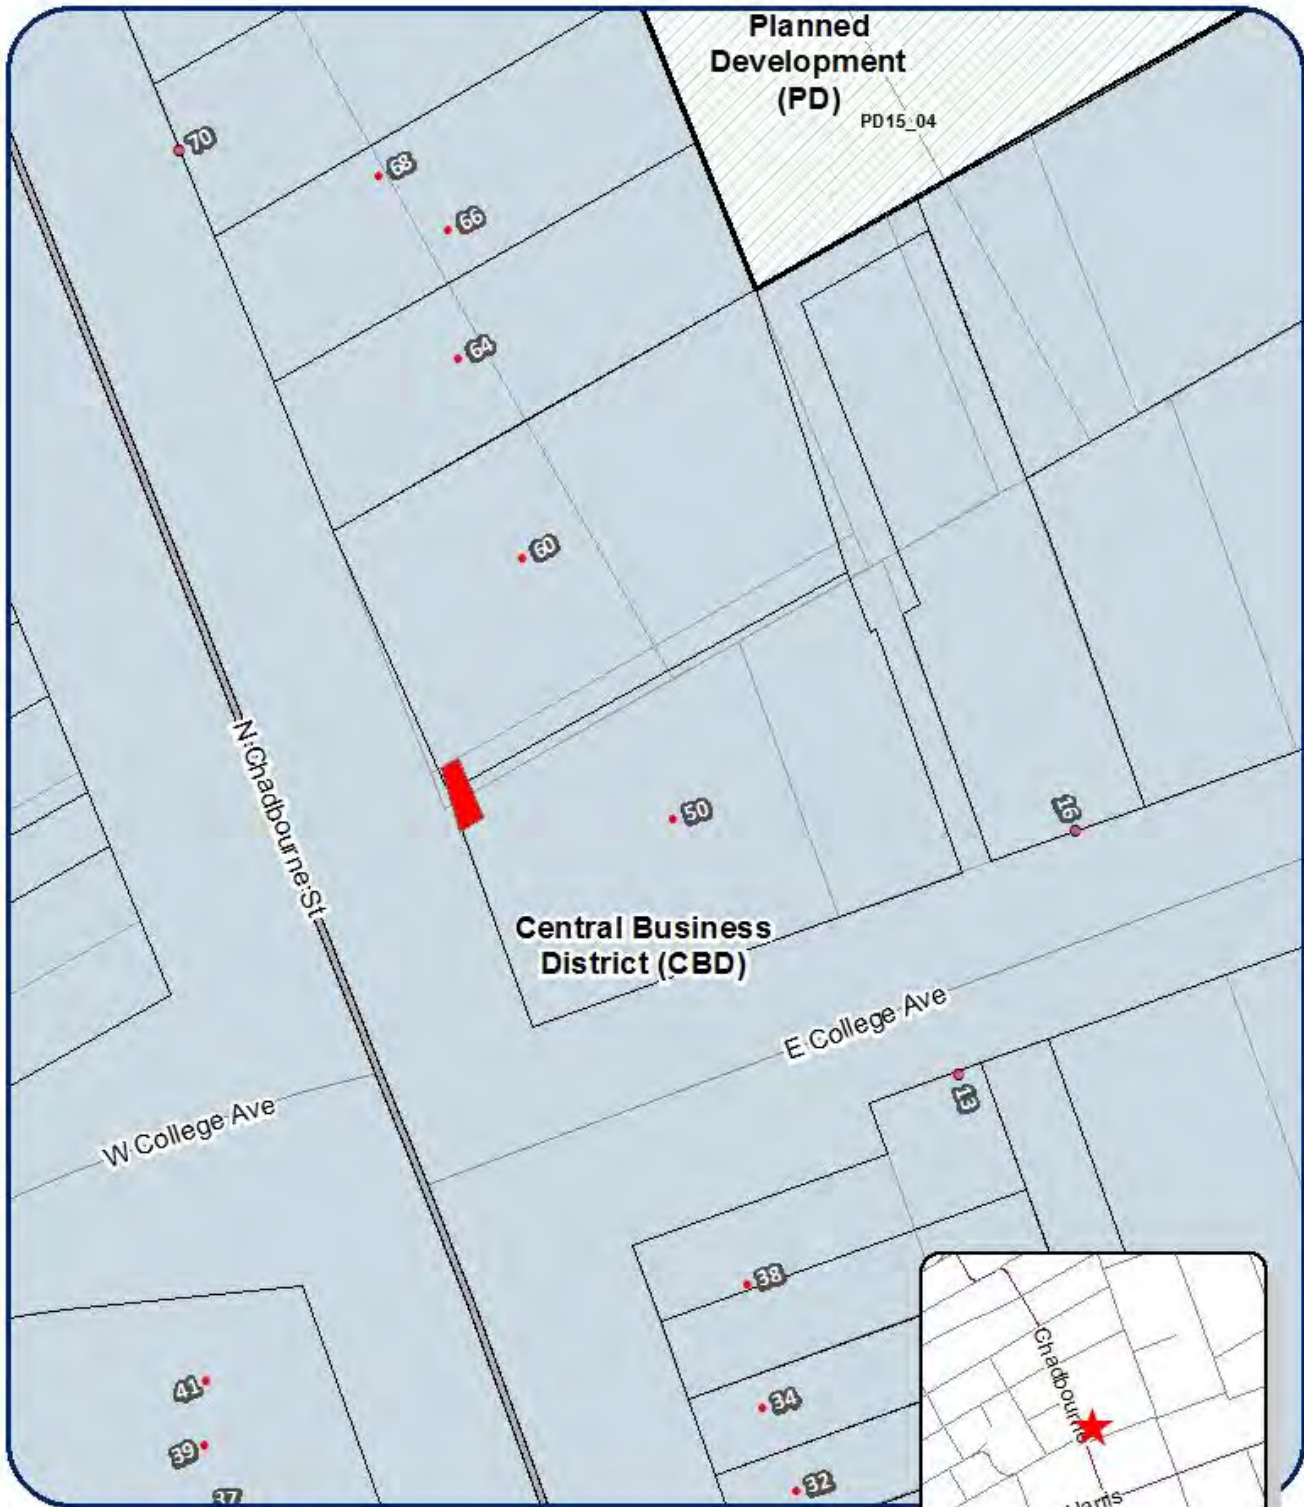 Planned
Development
(PD)
PD15_04
70
68
66
64
60
N Chadbourne St
50
16
Central Business
District (CBD)
E College Ave
13
W College Ave
38
41
34
39
32
37
Chadbourne
Harris